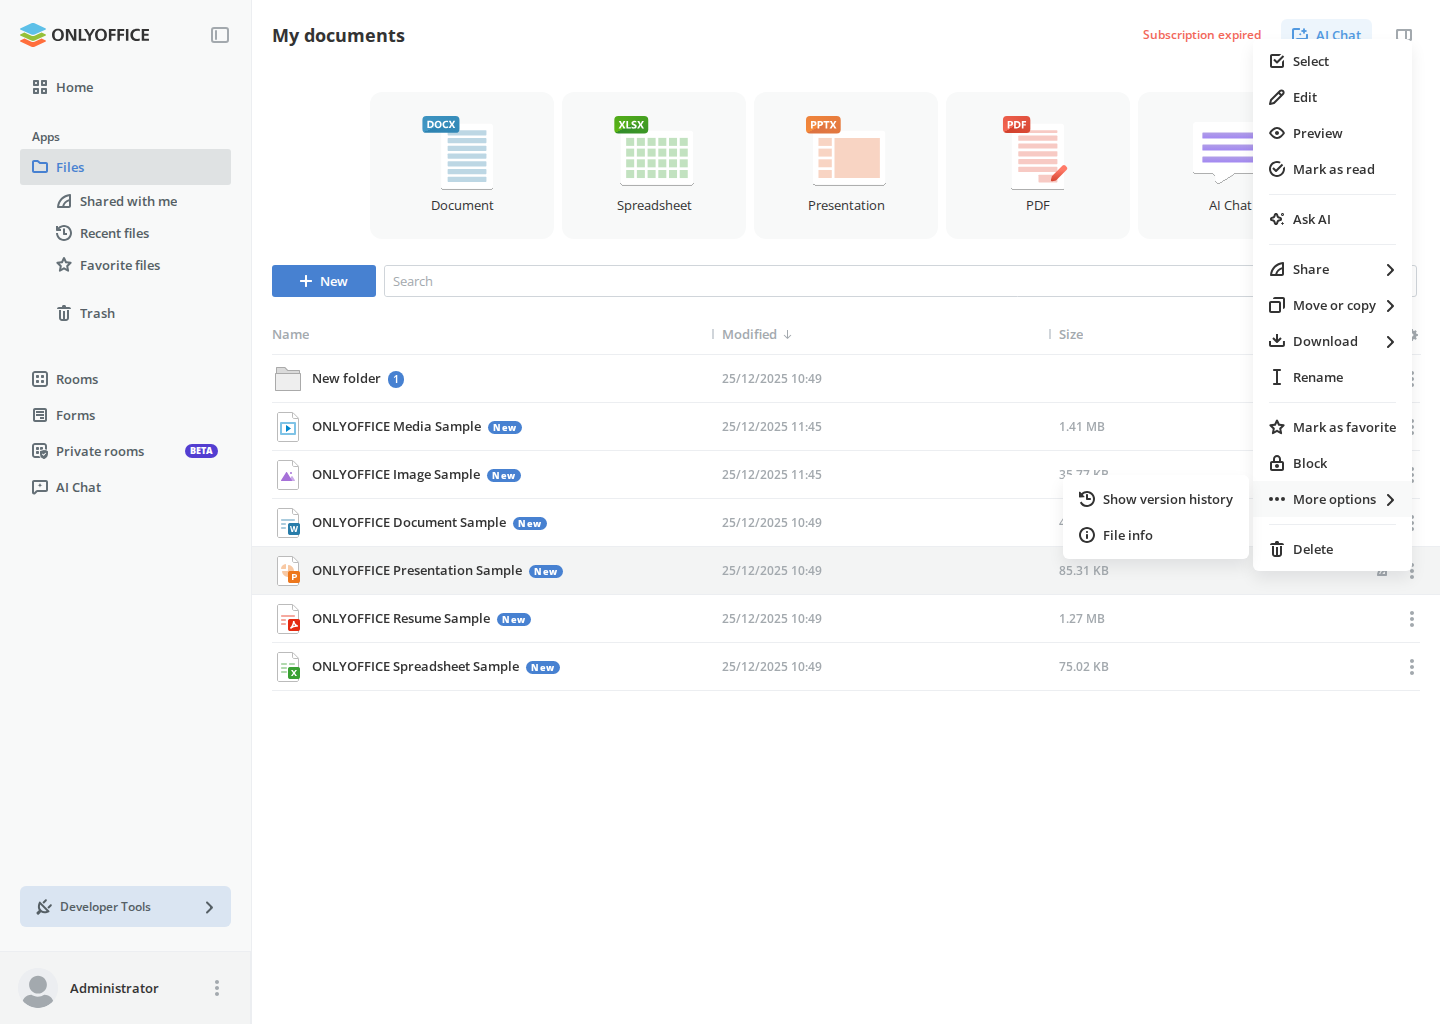 ONLYOFFICE
Home
Apps
Files
Shared with me
Recent files
Favorite files
Trash
Rooms
Forms
Private rooms BETA
AI Chat
Developer Tools
Administrator
My documents
Subscription expired
AI Chat
DOCX
Document
XLSX
Spreadsheet
PPTX
Presentation
PDF
PDF
AI Chat
New
Search
Name Modified Size
New folder 1 25/12/2025 10:49
ONLYOFFICE Media Sample New 25/12/2025 11:45 1.41 MB
ONLYOFFICE Image Sample New 25/12/2025 11:45 35.77 KB
ONLYOFFICE Document Sample New 25/12/2025 10:49
ONLYOFFICE Presentation Sample New 25/12/2025 10:49 85.31 KB
ONLYOFFICE Resume Sample New 25/12/2025 10:49 1.27 MB
ONLYOFFICE Spreadsheet Sample New 25/12/2025 10:49 75.02 KB
Select
Edit
Preview
Mark as read
Ask AI
Share
Move or copy
Download
Rename
Mark as favorite
Block
More options
Delete
Show version history
File info